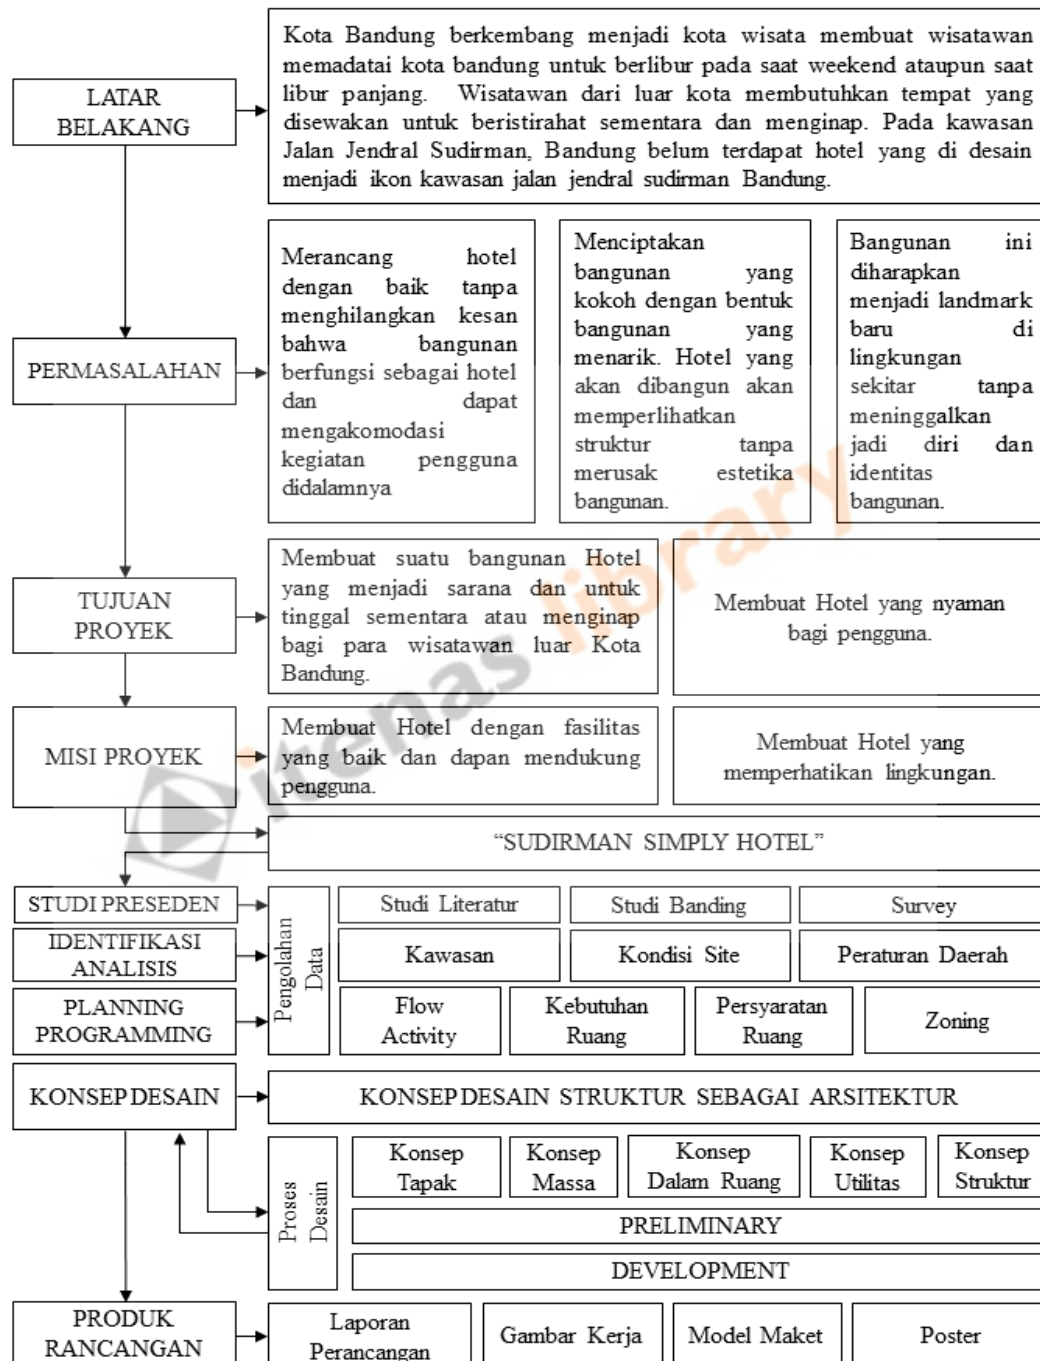 LATAR
BELAKANG
Kota Bandung berkembang menjadi kota wisata membuat wisatawan
memadatai kota bandung untuk berlibur pada saat weekend ataupun saat
libur panjang. Wisatawan dari luar kota membutuhkan tempat yang
disewakan untuk beristirahat sementara dan menginap. Pada kawasan
Jalan Jendral Sudirman, Bandung belum terdapat hotel yang di desain
menjadi ikon kawasan jalan jendral sudirman Bandung.
PERMASALAHAN
Merancang hotel
dengan baik tanpa
menghilangkan kesan
bahwa bangunan
berfungsi sebagai hotel
dan dapat
mengakomodasi
kegiatan pengguna
didalamnya
Menciptakan
bangunan yang
kokoh dengan bentuk
bangunan yang
menarik. Hotel yang
akan dibangun akan
memperlihatkan
struktur tanpa
merusak estetika
bangunan.
Bangunan ini
diharapkan
menjadi landmark
baru di
lingkungan
sekitar tanpa
meninggalkan
jadi diri dan
identitas
bangunan.
TUJUAN
PROYEK
Membuat suatu bangunan Hotel
yang menjadi sarana dan untuk
tinggal sementara atau menginap
bagi para wisatawan luar Kota
Bandung.
Membuat Hotel yang nyaman
bagi pengguna.
MISI PROYEK
Membuat Hotel dengan fasilitas
yang baik dan dapan mendukung
pengguna.
Membuat Hotel yang
memperhatikan lingkungan.
“SUDIRMAN SIMPLY HOTEL”
STUDI PRESEDEN
IDENTIFIKASI
ANALISIS
PLANNING
PROGRAMMING
Pengolahan
Data
Studi Literatur
Studi Banding
Survey
Kawasan
Kondisi Site
Peraturan Daerah
Flow
Activity
Kebutuhan
Ruang
Persyaratan
Ruang
Zoning
KONSEP DESAIN
KONSEP DESAIN STRUKTUR SEBAGAI ARSITEKTUR
Proses
Desain
Konsep
Tapak
Konsep
Massa
Konsep
Dalam Ruang
Konsep
Utilitas
Konsep
Struktur
PRELIMINARY
DEVELOPMENT
PRODUK
RANCANGAN
Laporan
Perancangan
Gambar Kerja
Model Maket
Poster
itenas library